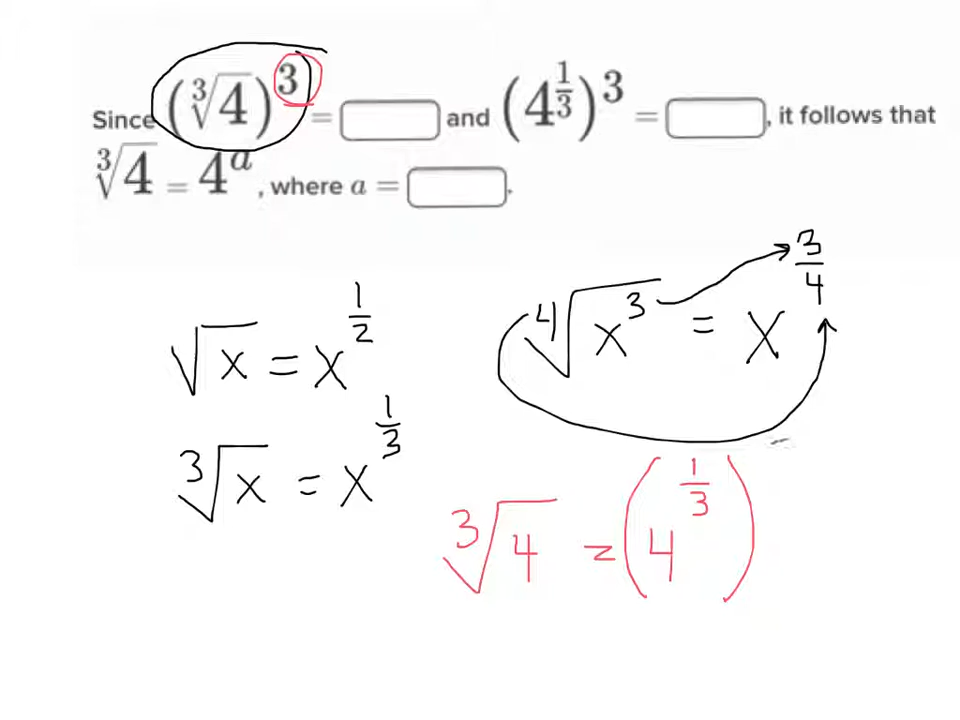 Since (∛4)³ = and (4^(1/3))³ = , it follows that
∛4 = 4^a , where a = .
√x = x^(1/2)
∜(x³) = x^(3/4)
∛x = x^(1/3)
∛4 = (4^(1/3))